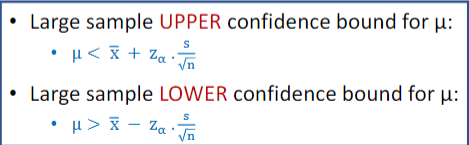 • Large sample UPPER confidence bound for μ:
• μ < x̄ + zα · s/√n
• Large sample LOWER confidence bound for μ:
• μ > x̄ − zα · s/√n